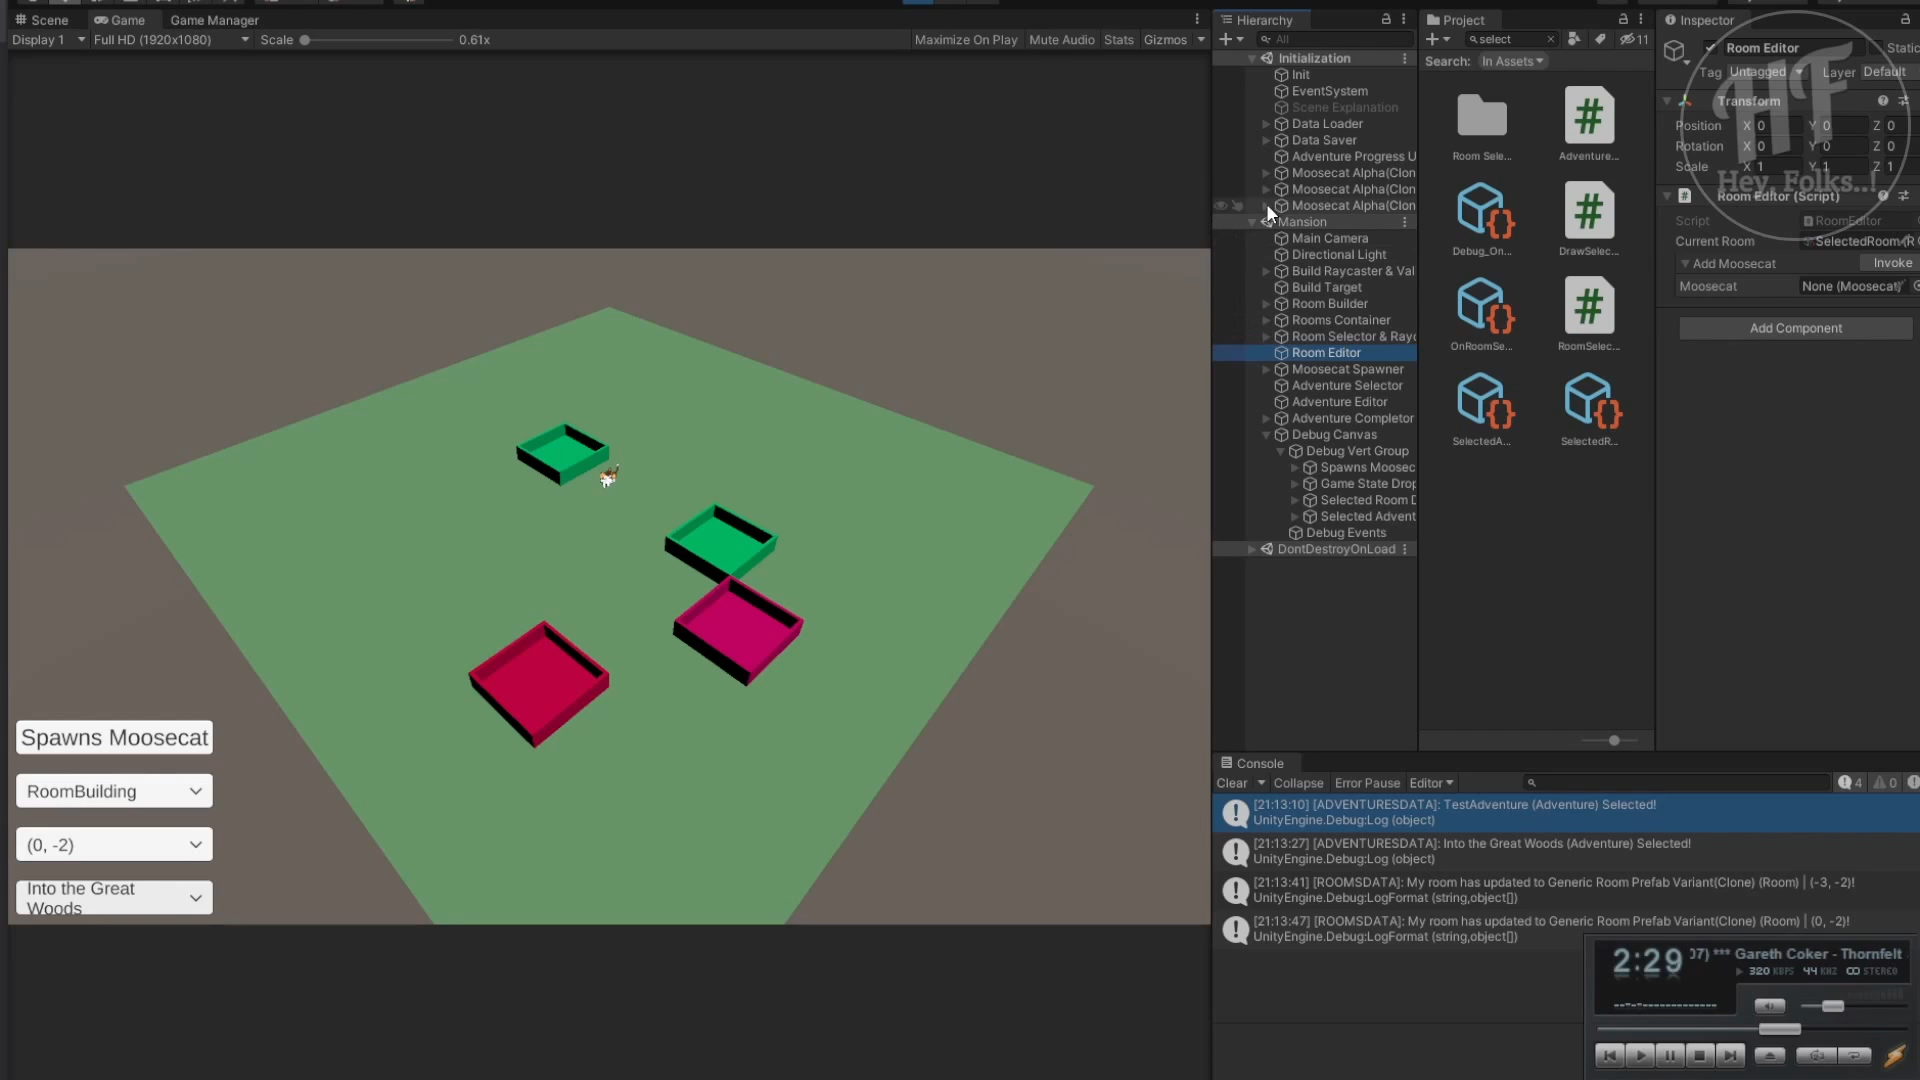 Scene
Game
Game Manager
Display 1
Full HD (1920x1080)
Scale
0.61x
Maximize On Play
Mute Audio
Stats
Gizmos
Spawns Moosecat
RoomBuilding
(0, -2)
Into the Great
Woods
Hierarchy
All
Initialization
Init
EventSystem
Scene Explanation
Data Loader
Data Saver
Adventure Progress U
Moosecat Alpha(Clon
Moosecat Alpha(Clon
Moosecat Alpha(Clon
Mansion
Main Camera
Directional Light
Build Raycaster & Val
Build Target
Room Builder
Rooms Container
Room Selector & Rayc
Room Editor
Moosecat Spawner
Adventure Selector
Adventure Editor
Adventure Completor
Debug Canvas
Debug Vert Group
Spawns Moosec
Game State Drop
Selected Room D
Selected Advent
Debug Events
DontDestroyOnLoad
Project
select
11
Search:
In Assets
Room Sele...
Adventure...
Debug_On...
DrawSelec...
OnRoomSe...
RoomSelec...
SelectedA...
SelectedR...
Inspector
Room Editor
Static
Tag Untagged
Layer Default
Transform
Position X 0 Y 0 Z 0
Rotation X 0 Y 0 Z 0
Scale X 1 Y 1 Z 1
HF
Hey, Folks..!
Room Editor (Script)
Script
RoomEditor
Current Room
SelectedRoom (R
Add Moosecat
Invoke
Moosecat
None (Moosecat)
Add Component
Console
Clear
Collapse
Error Pause
Editor
4
0
[21:13:10] [ADVENTURESDATA]: TestAdventure (Adventure) Selected!
UnityEngine.Debug:Log (object)
[21:13:27] [ADVENTURESDATA]: Into the Great Woods (Adventure) Selected!
UnityEngine.Debug:Log (object)
[21:13:41] [ROOMSDATA]: My room has updated to Generic Room Prefab Variant(Clone) (Room) | (-3, -2)!
UnityEngine.Debug:LogFormat (string,object[])
[21:13:47] [ROOMSDATA]: My room has updated to Generic Room Prefab Variant(Clone) (Room) | (0, -2)!
UnityEngine.Debug:LogFormat (string,object[])
2:29
07) *** Gareth Coker - Thornfelt
320 KBPS 44 KHZ STEREO